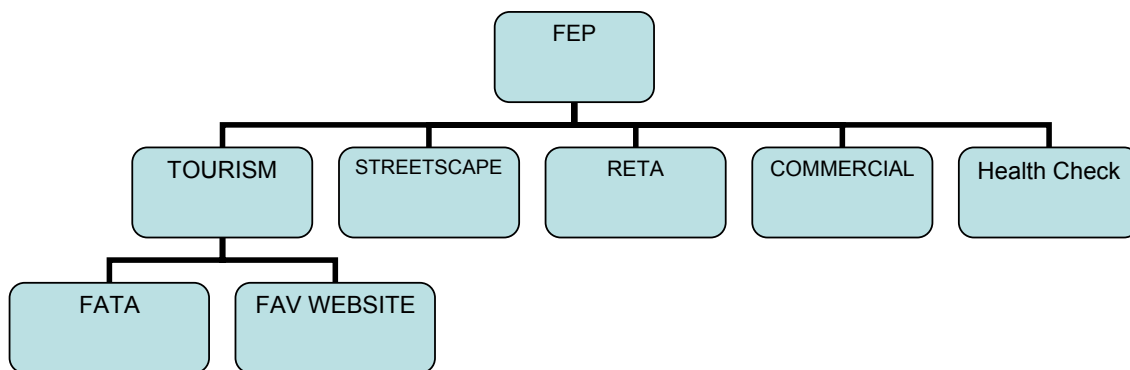 FEP
TOURISM
STREETSCAPE
RETA
COMMERCIAL
Health Check
FATA
FAV WEBSITE